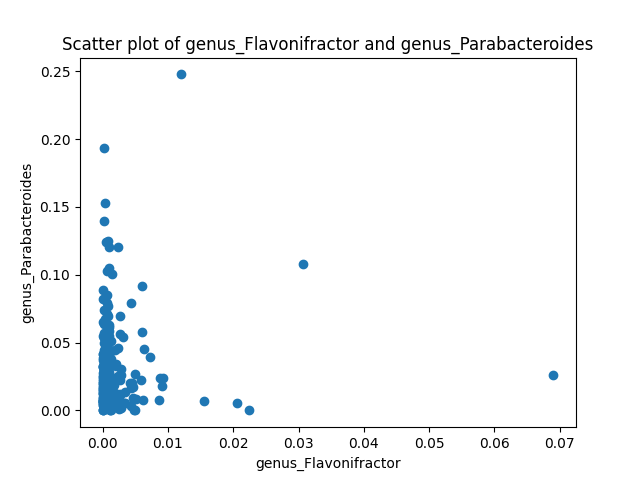 Scatter plot of genus_Flavonifractor and genus_Parabacteroides
0.25
0.20
0.15
0.10
0.05
0.00
genus_Parabacteroides
0.00 0.01 0.02 0.03 0.04 0.05 0.06 0.07
genus_Flavonifractor